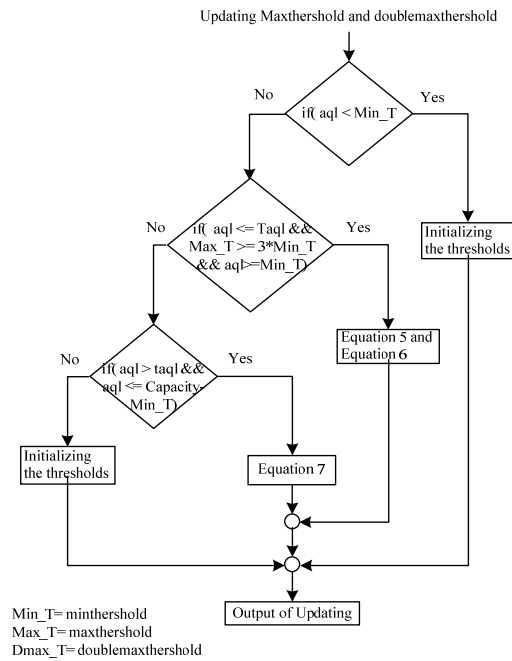 Updating Maxthershold and doublemaxthershold
No
Yes
if( aql < Min_T
No
Yes
if( aql <= Taql &&
Max_T >= 3*Min_T
&& aql>=Min_T)
Initializing
the thresholds
No
Yes
if( aql > taql &&
aql <= Capacity-
Min_T)
Equation 5 and
Equation 6
Initializing
the thresholds
Equation 7
Output of Updating
Min_T= minthershold
Max_T= maxthershold
Dmax_T= doublemaxthershold